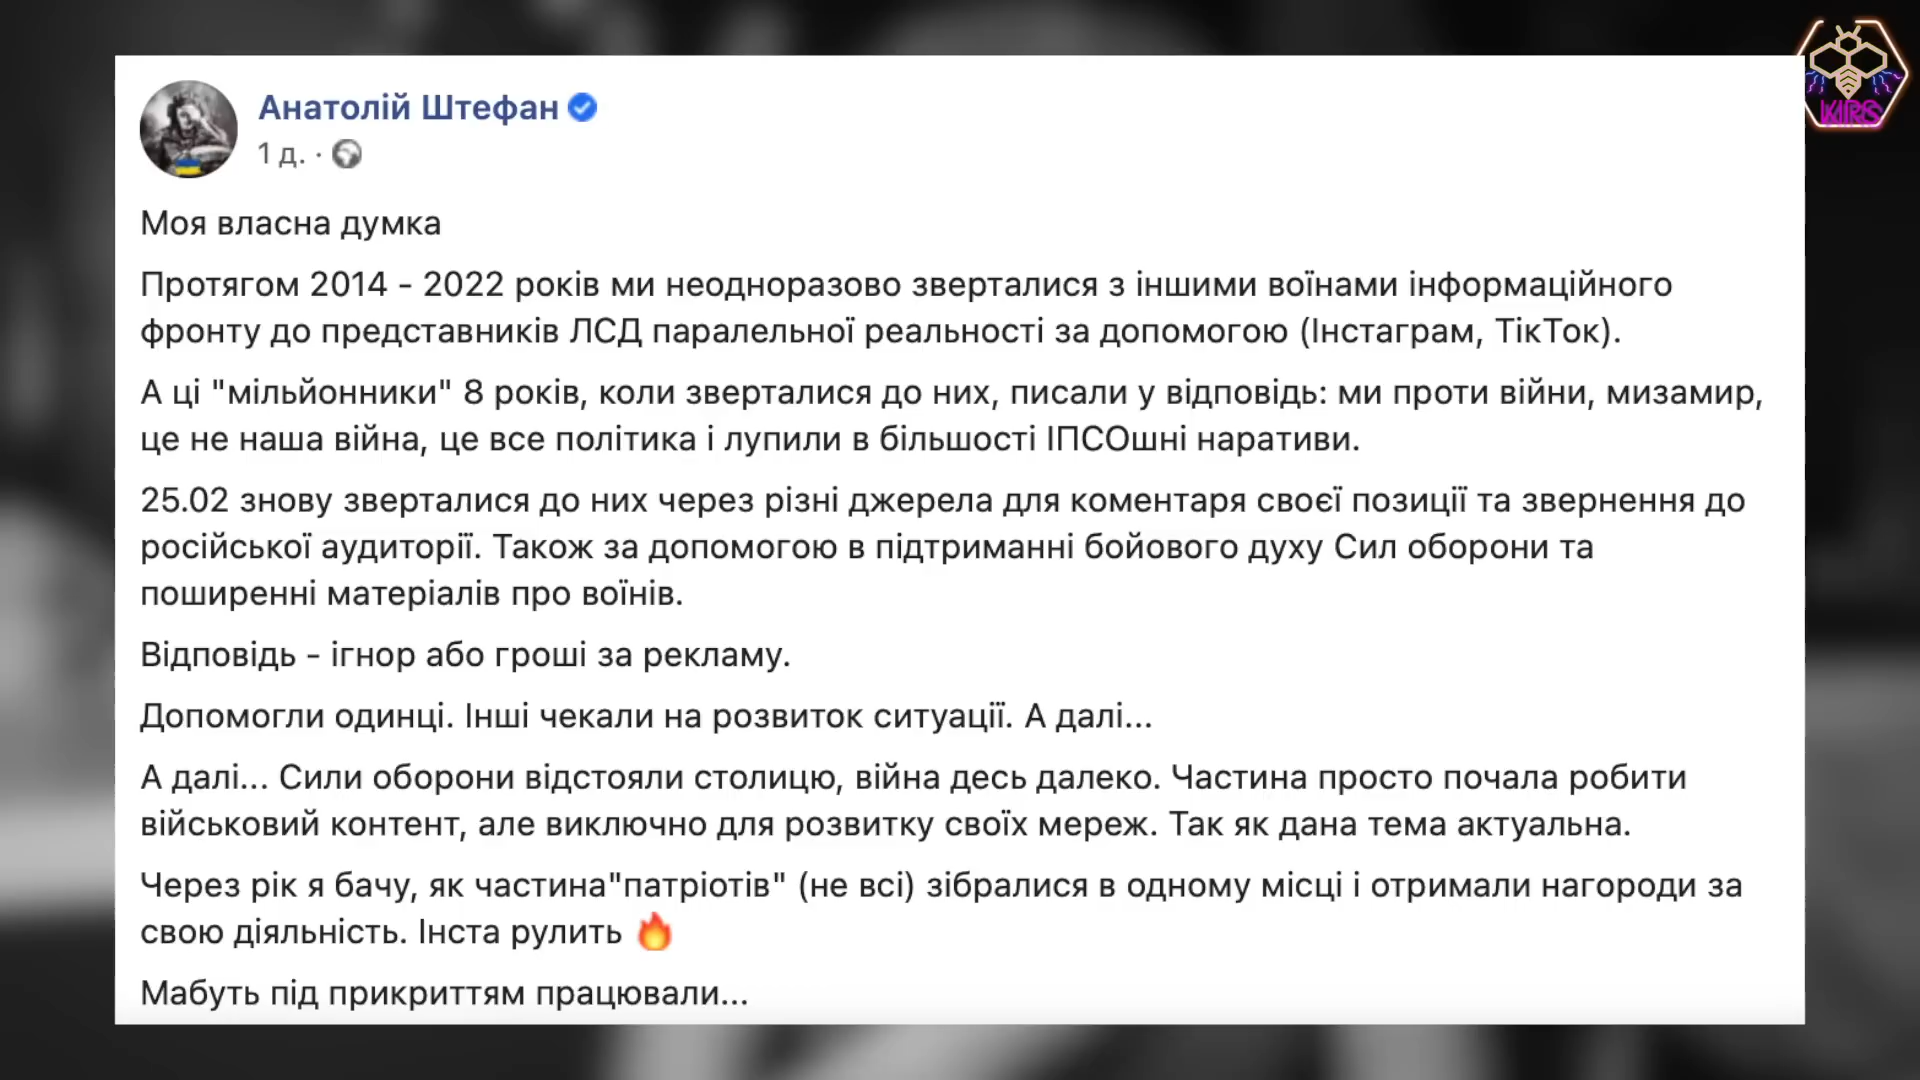 Анатолій Штефан
1 д. ·
Моя власна думка
Протягом 2014 - 2022 років ми неодноразово зверталися з іншими воїнами інформаційного
фронту до представників ЛСД паралельної реальності за допомогою (Інстаграм, ТікТок).
А ці "мільйонники" 8 років, коли зверталися до них, писали у відповідь: ми проти війни, мизамир,
це не наша війна, це все політика і лупили в більшості ІПСОшні наративи.
25.02 знову зверталися до них через різні джерела для коментаря своєї позиції та звернення до
російської аудиторії. Також за допомогою в підтриманні бойового духу Сил оборони та
поширенні матеріалів про воїнів.
Відповідь - ігнор або гроші за рекламу.
Допомогли одинці. Інші чекали на розвиток ситуації. А далі...
А далі... Сили оборони відстояли столицю, війна десь далеко. Частина просто почала робити
військовий контент, але виключно для розвитку своїх мереж. Так як дана тема актуальна.
Через рік я бачу, як частина"патріотів" (не всі) зібралися в одному місці і отримали нагороди за
свою діяльність. Інста рулить 🔥
Мабуть під прикриттям працювали...